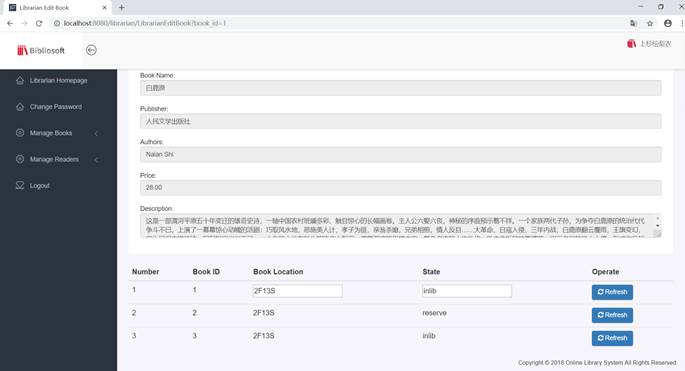 Librarian Edit Book
localhost:8080/librarian/LibrarianEditBook?book_id=1
Bibliosoft
上杉绘梨衣
Librarian Homepage
Change Password
Manage Books
Manage Readers
Logout
Book Name:
白鹿原
Publisher:
人民文学出版社
Authors:
Naian Shi
Price:
28.00
Description:
这是一部渭河平原五十年变迁的雄奇史诗，一轴中国农村斑斓多彩、触目惊心的长幅画卷。主人公六娶六丧，神秘的序曲预示着不祥。一个家族两代子孙，为争夺白鹿原的统治代代
争斗不已，上演了一幕幕惊心动魄的活剧：巧取风水地，恶施美人计，孝子为匪，亲翁杀媳，兄弟相煎，情人反目……大革命、日寇入侵、三年内战，白鹿原翻云覆雨，王旗变幻，
Number Book ID Book Location State Operate
1 1 2F13S inlib Refresh
2 2 2F13S reserve Refresh
3 3 2F13S inlib Refresh
Copyright © 2018.Online Library System All Rights Reserved.